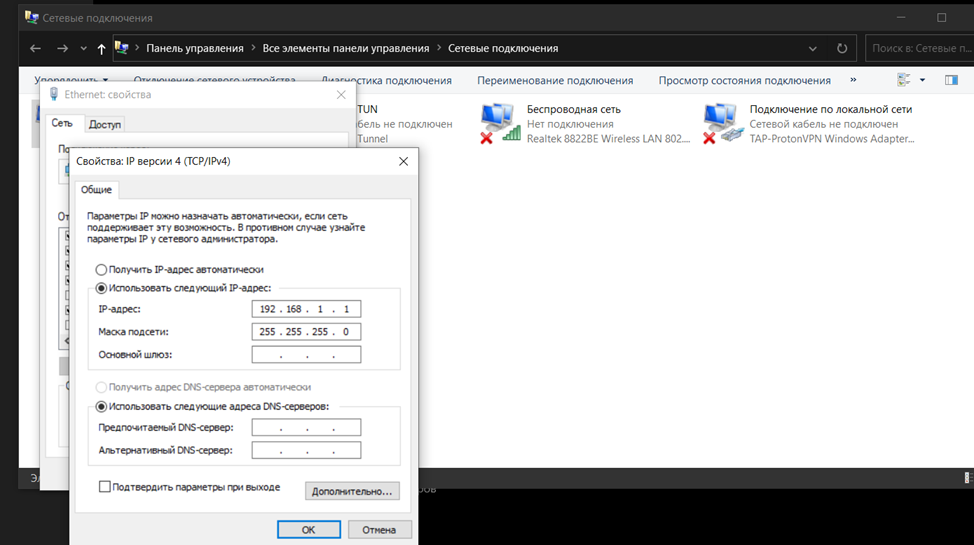 Сетевые подключения
Панель управления
Все элементы панели управления
Сетевые подключения
Поиск в: Сетевые п...
Упорядочить
Отключение сетевого устройства
Диагностика подключения
Переименование подключения
Просмотр состояния подключения
»
Ethernet: свойства
Сеть
Доступ
TUN
бель не подключен
Tunnel
Беспроводная сеть
Нет подключения
Realtek 8822BE Wireless LAN 802....
Подключение по локальной сети
Сетевой кабель не подключен
TAP-ProtonVPN Windows Adapter...
Свойства: IP версии 4 (TCP/IPv4)
Общие
Параметры IP можно назначать автоматически, если сеть
поддерживает эту возможность. В противном случае узнайте
параметры IP у сетевого администратора.
Получить IP-адрес автоматически
Использовать следующий IP-адрес:
IP-адрес: 192 . 168 . 1 . 1
Маска подсети: 255 . 255 . 255 . 0
Основной шлюз: . . .
Получить адрес DNS-сервера автоматически
Использовать следующие адреса DNS-серверов:
Предпочитаемый DNS-сервер: . . .
Альтернативный DNS-сервер: . . .
Подтвердить параметры при выходе
Дополнительно...
OK
Отмена